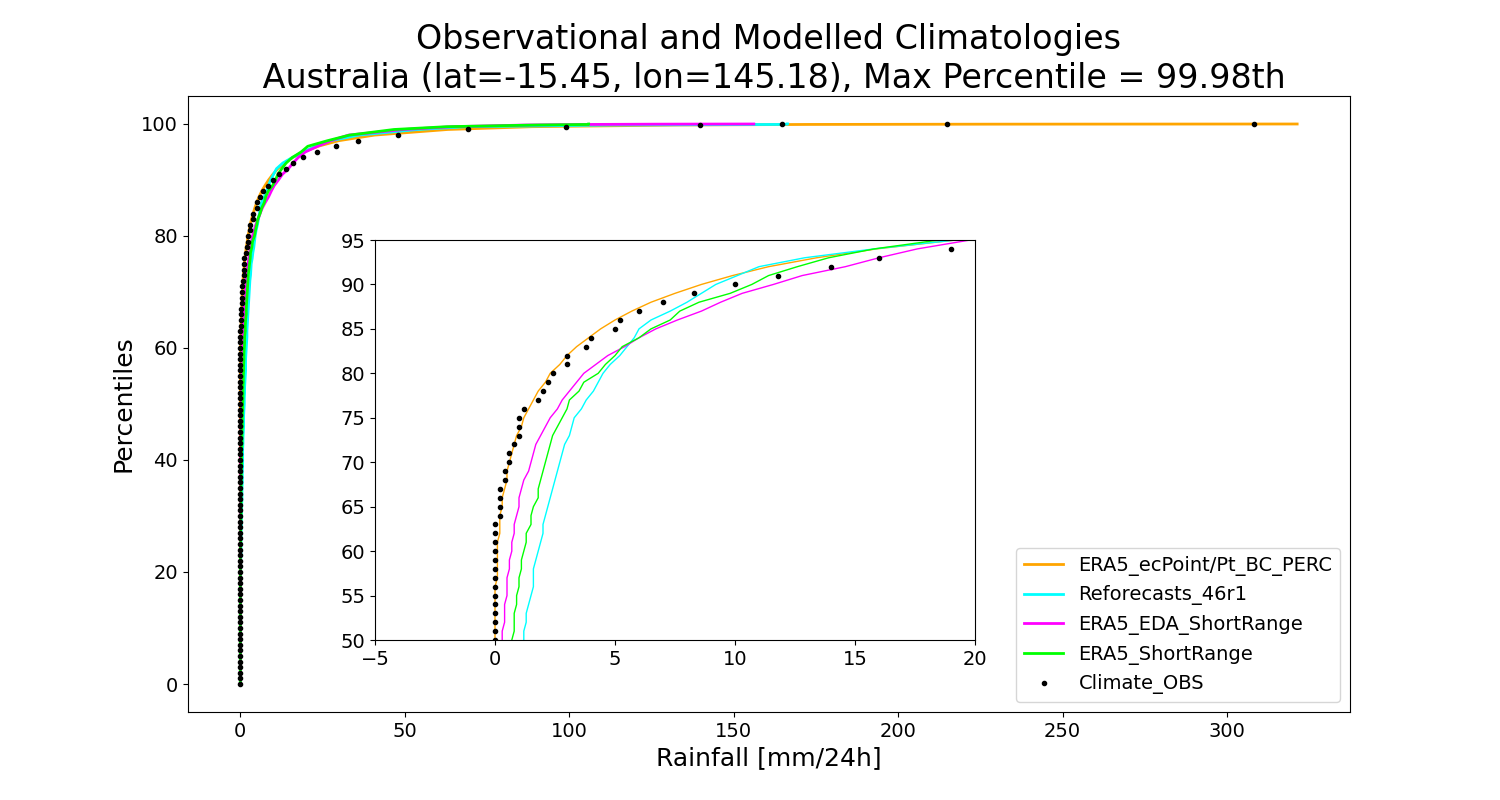 Observational and Modelled Climatologies
Australia (lat=-15.45, lon=145.18), Max Percentile = 99.98th
Percentiles
100
80
60
40
20
0
95
90
85
80
75
70
65
60
55
50
−5 0 5 10 15 20
ERA5_ecPoint/Pt_BC_PERC
Reforecasts_46r1
ERA5_EDA_ShortRange
ERA5_ShortRange
Climate_OBS
0 50 100 150 200 250 300
Rainfall [mm/24h]